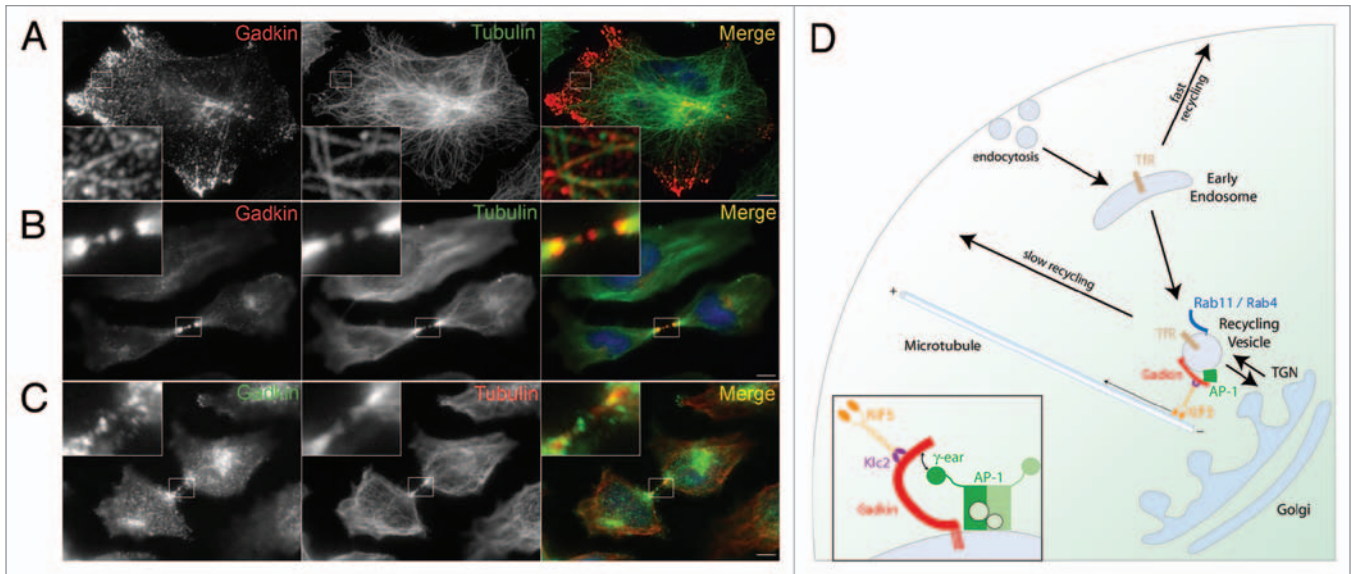 A
Gadkin
Tubulin
Merge
B
Gadkin
Tubulin
Merge
C
Gadkin
Tubulin
Merge
D
fast
recycling
endocytosis
TfR
Early
Endosome
slow recycling
+
Rab11 / Rab4
TfR
Recycling
Vesicle
Microtubule
Gadkin
AP-1
TGN
KIF5
–
KIF5
Klc2
γ-ear
AP-1
Gadkin
Golgi